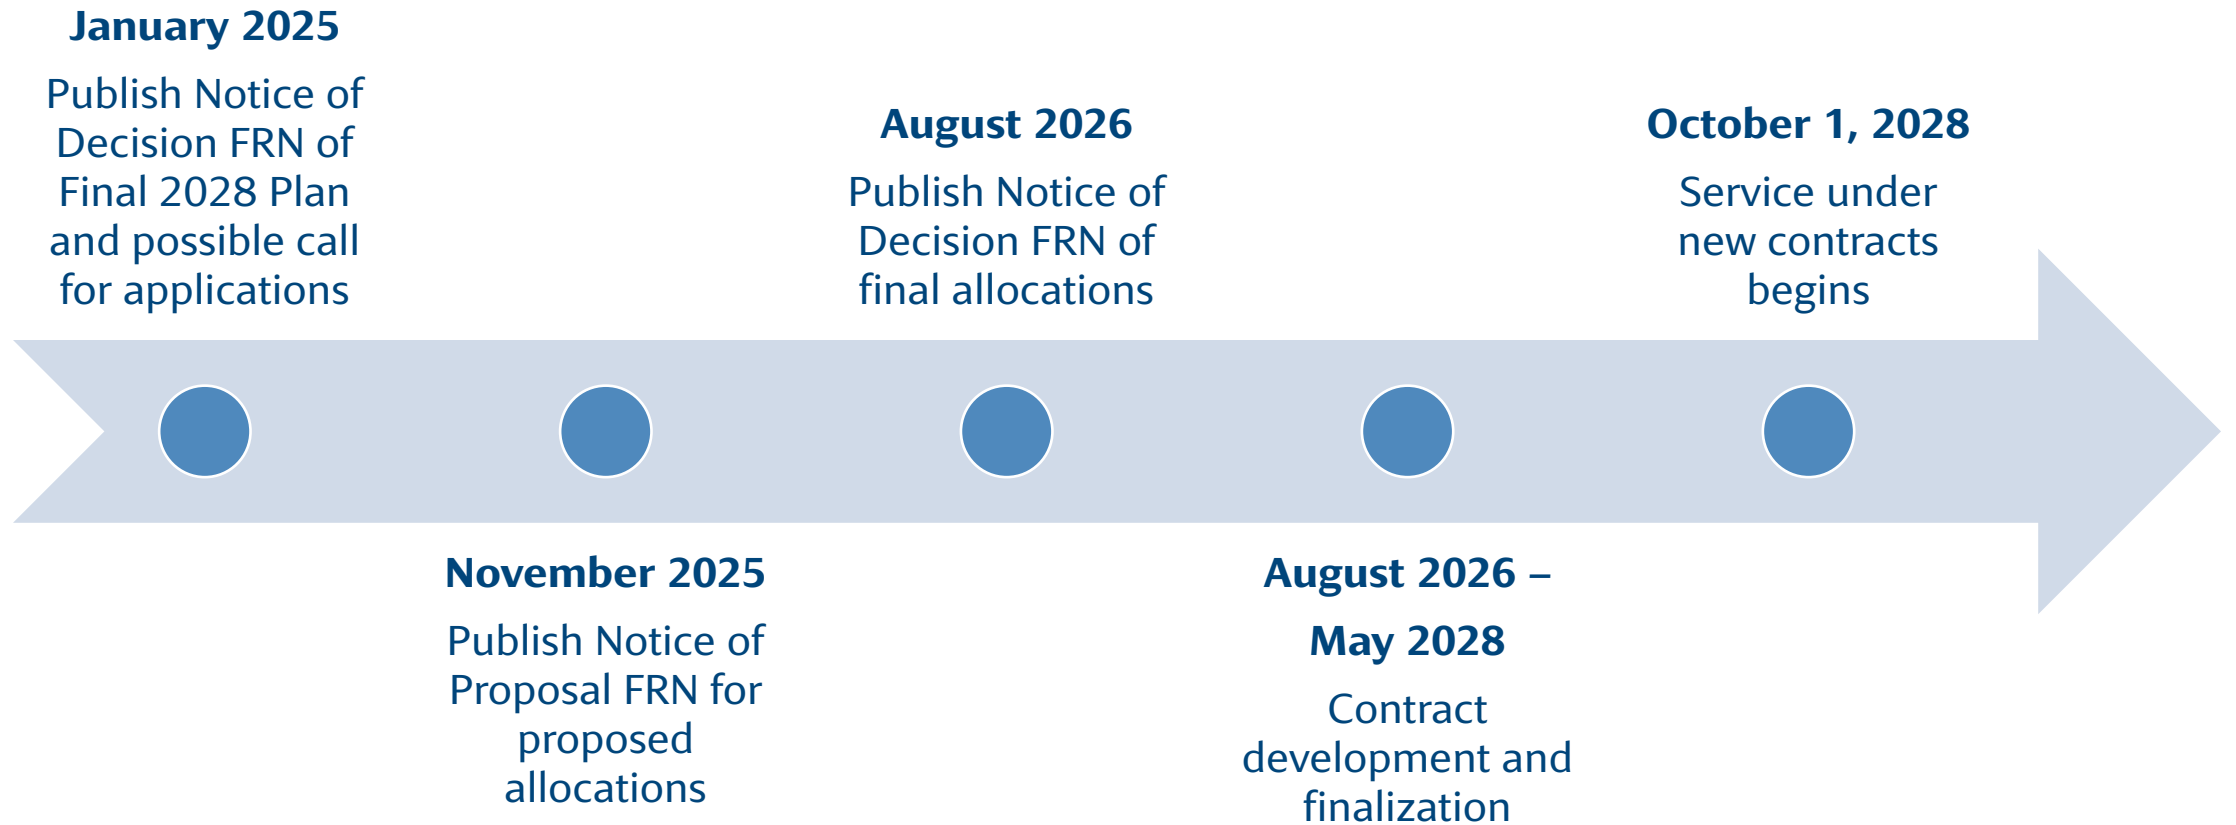 January 2025
Publish Notice of
Decision FRN of
Final 2028 Plan
and possible call
for applications
November 2025
Publish Notice of
Proposal FRN for
proposed
allocations
August 2026
Publish Notice of
Decision FRN of
final allocations
August 2026 –
May 2028
Contract
development and
finalization
October 1, 2028
Service under
new contracts
begins